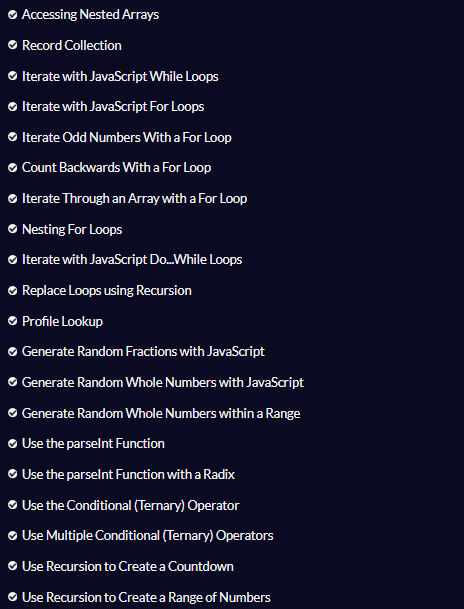 Accessing Nested Arrays
Record Collection
Iterate with JavaScript While Loops
Iterate with JavaScript For Loops
Iterate Odd Numbers With a For Loop
Count Backwards With a For Loop
Iterate Through an Array with a For Loop
Nesting For Loops
Iterate with JavaScript Do...While Loops
Replace Loops using Recursion
Profile Lookup
Generate Random Fractions with JavaScript
Generate Random Whole Numbers with JavaScript
Generate Random Whole Numbers within a Range
Use the parseInt Function
Use the parseInt Function with a Radix
Use the Conditional (Ternary) Operator
Use Multiple Conditional (Ternary) Operators
Use Recursion to Create a Countdown
Use Recursion to Create a Range of Numbers